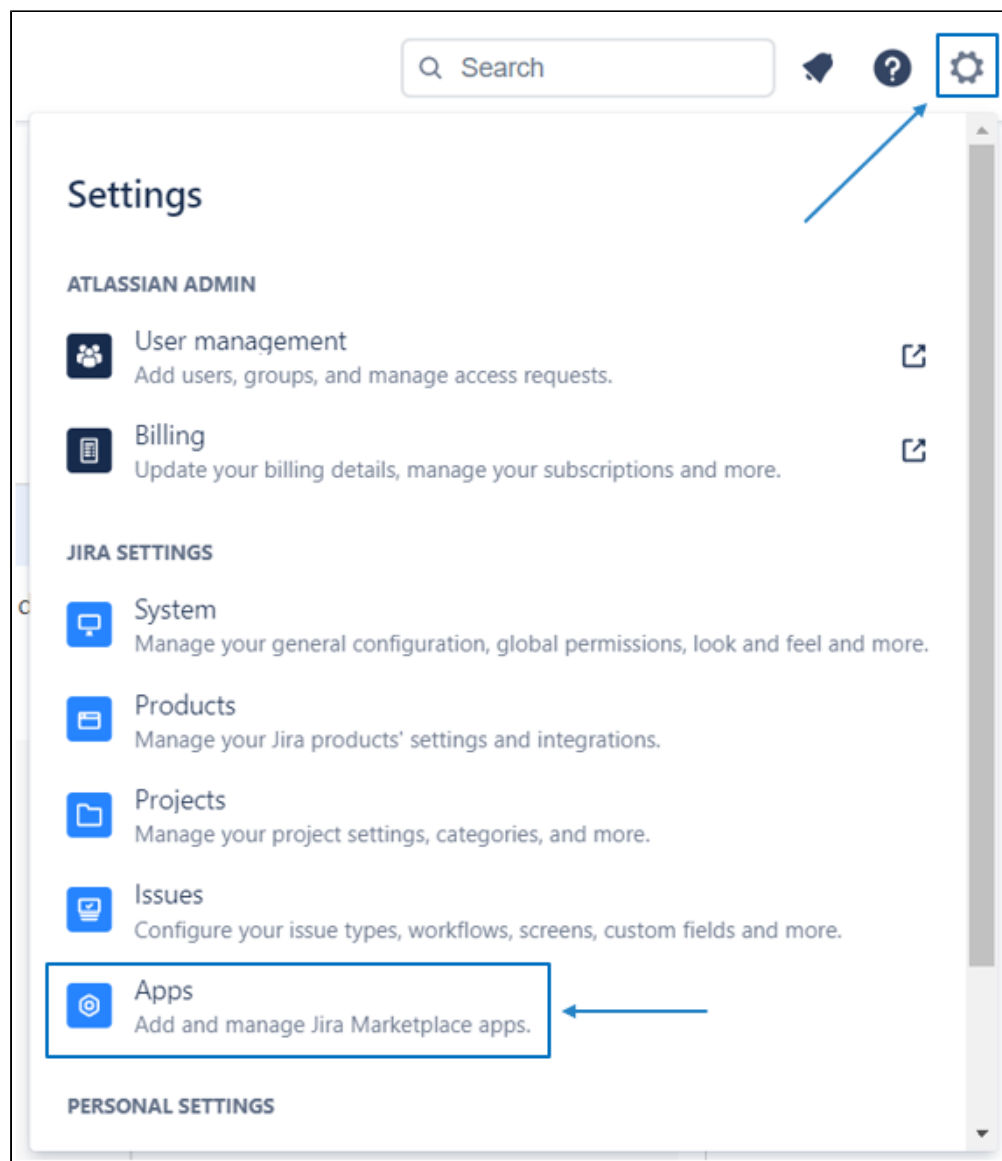 Search
?
Settings
ATLASSIAN ADMIN
User management
Add users, groups, and manage access requests.
Billing
Update your billing details, manage your subscriptions and more.
JIRA SETTINGS
System
Manage your general configuration, global permissions, look and feel and more.
Products
Manage your Jira products' settings and integrations.
Projects
Manage your project settings, categories, and more.
Issues
Configure your issue types, workflows, screens, custom fields and more.
Apps
Add and manage Jira Marketplace apps.
PERSONAL SETTINGS